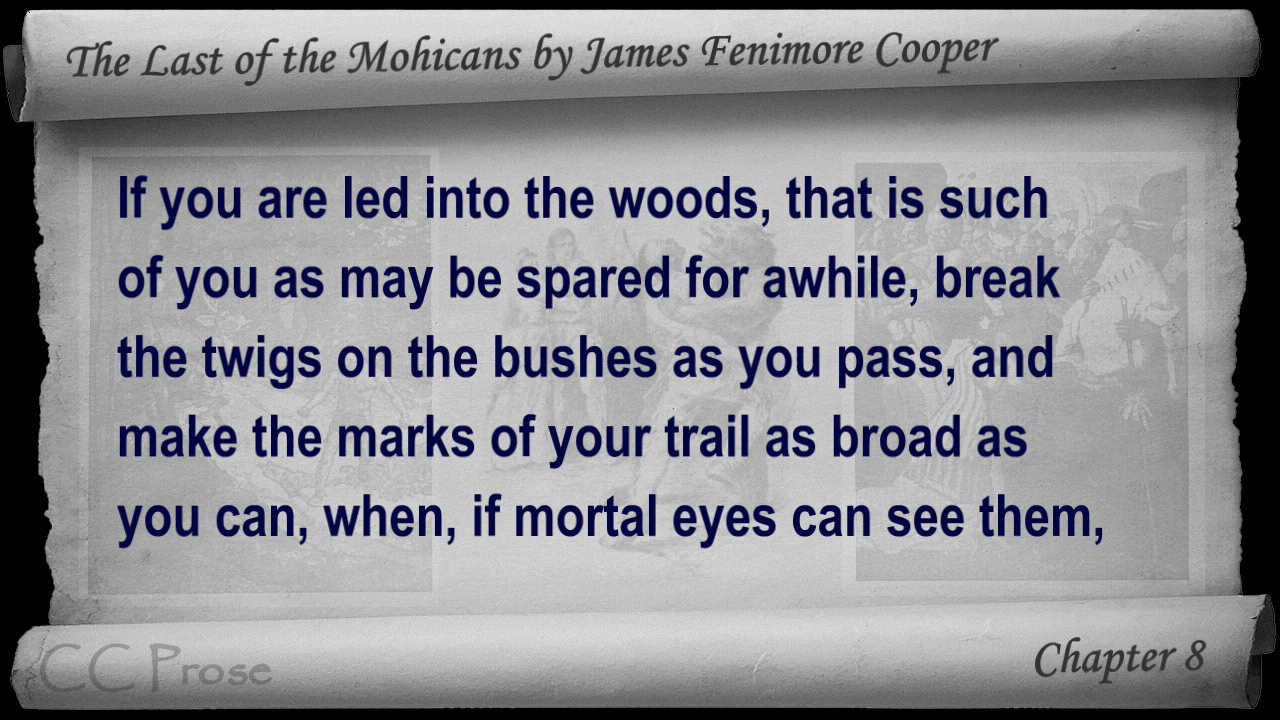 The Last of the Mohicans by James Fenimore Cooper
If you are led into the woods, that is such
of you as may be spared for awhile, break
the twigs on the bushes as you pass, and
make the marks of your trail as broad as
you can, when, if mortal eyes can see them,
CC Prose
Chapter 8